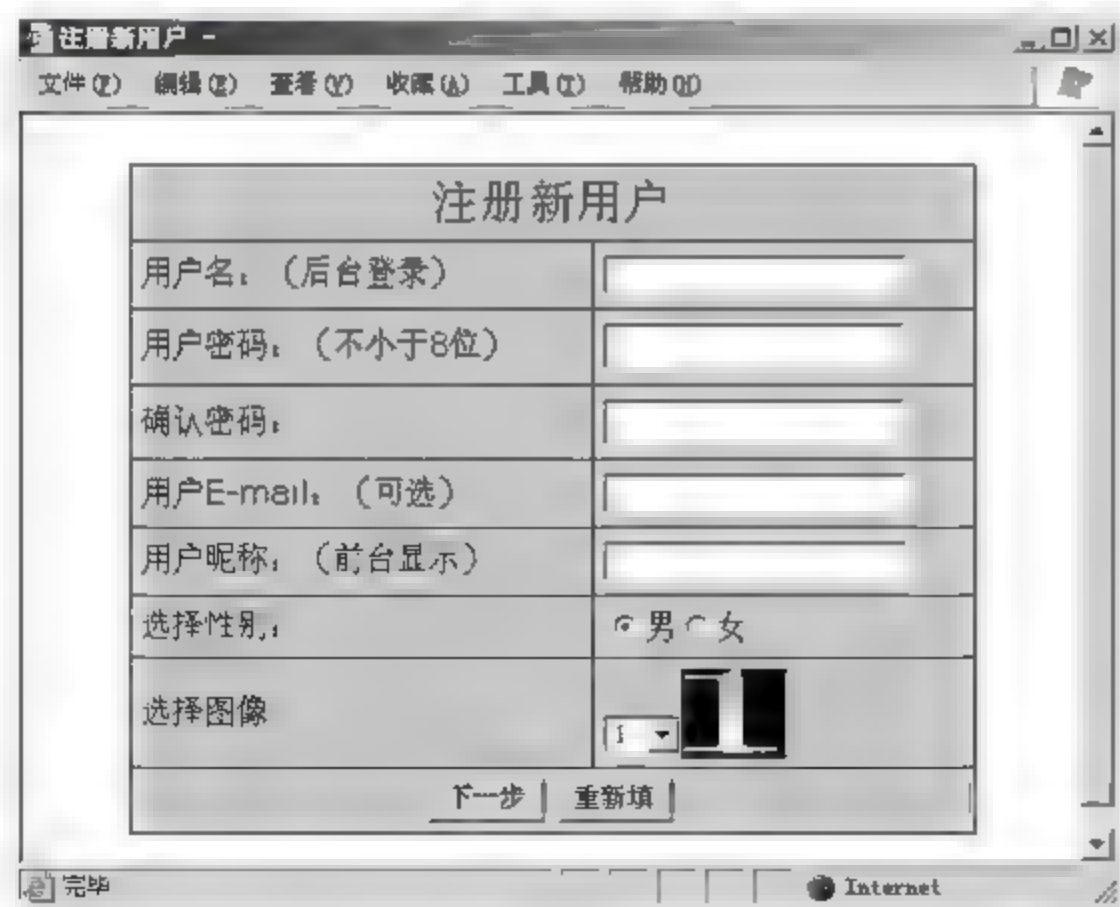 注册新用户 -
文件(F) 编辑(E) 查看(V) 收藏(A) 工具(T) 帮助(H)
注册新用户
用户名：（后台登录）
用户密码：（不小于8位）
确认密码：
用户E-mail：（可选）
用户昵称：（前台显示）
选择性别：
男 女
选择图像
1
下一步 重新填
完毕
Internet